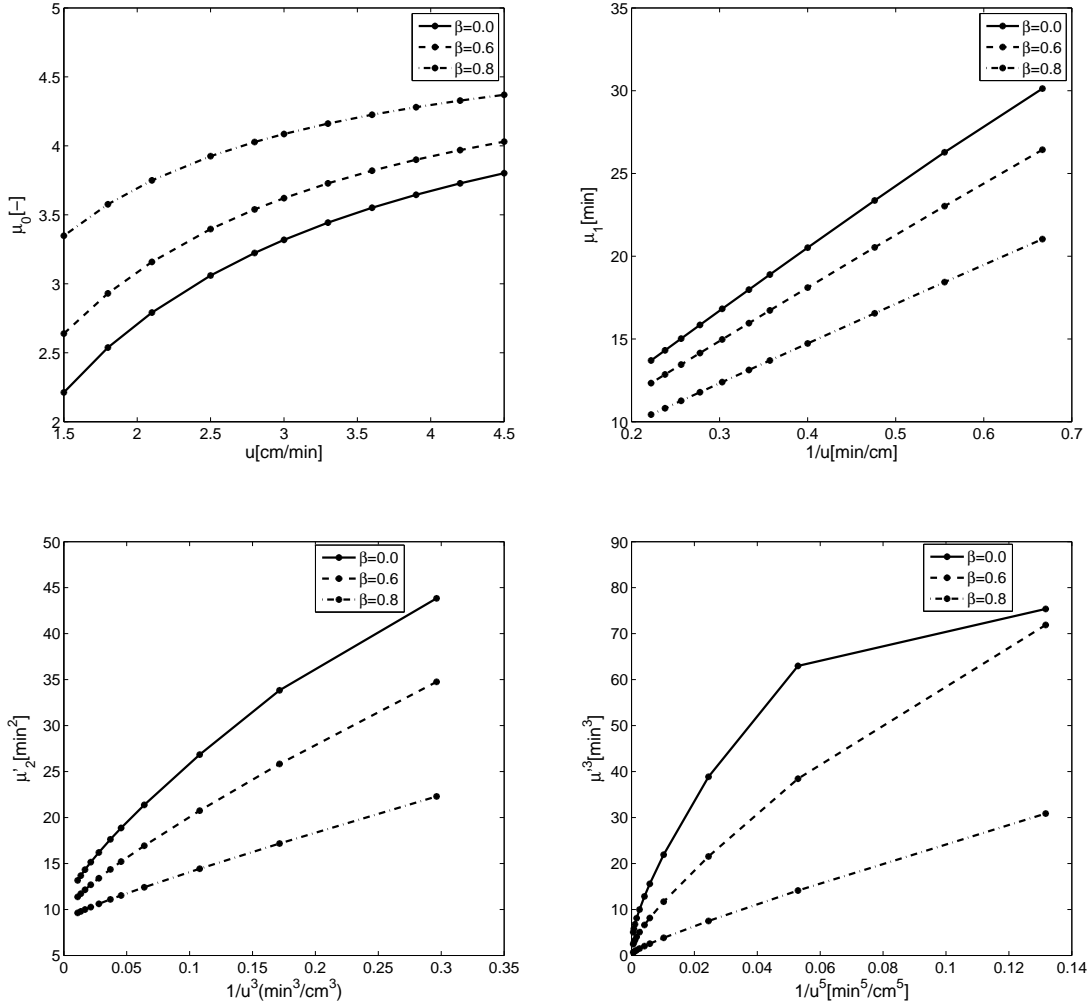 5
4.5
4
3.5
3
2.5
2
μ0[-]
1.5 2 2.5 3 3.5 4 4.5
u[cm/min]
β=0.0
β=0.6
β=0.8
35
30
25
20
15
10
μ1[min]
0.2 0.3 0.4 0.5 0.6 0.7
1/u[min/cm]
β=0.0
β=0.6
β=0.8
50
45
40
35
30
25
20
15
10
5
μ'2[min²]
0 0.05 0.1 0.15 0.2 0.25 0.3 0.35
1/u³(min³/cm³)
β=0.0
β=0.6
β=0.8
90
80
70
60
50
40
30
20
10
0
μ'³[min³]
0 0.02 0.04 0.06 0.08 0.1 0.12 0.14
1/u⁵[min⁵/cm⁵]
β=0.0
β=0.6
β=0.8